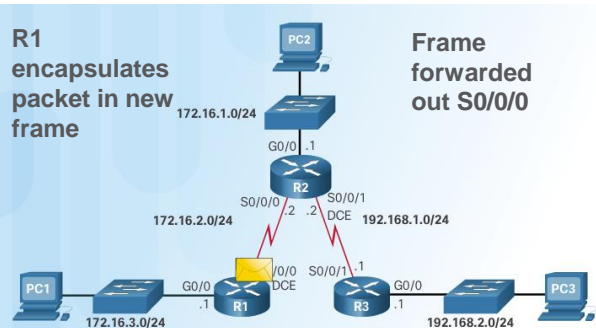 R1
encapsulates
packet in new
frame
Frame
forwarded
out S0/0/0
PC2
172.16.1.0/24
G0/0 .1
R2
S0/0/0 .2 .2 S0/0/1
DCE
172.16.2.0/24
192.168.1.0/24
/0/0
DCE
S0/0/1 .1
PC1
G0/0
.1
R1
R3
G0/0
.1
PC3
172.16.3.0/24
192.168.2.0/24